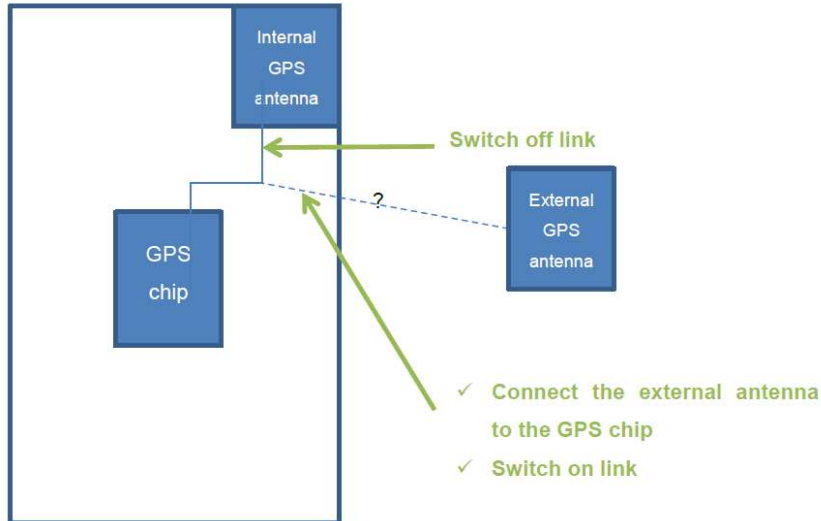 Internal
GPS
antenna
Switch off link
?
External
GPS
antenna
GPS
chip
✓ Connect the external antenna
to the GPS chip
✓ Switch on link